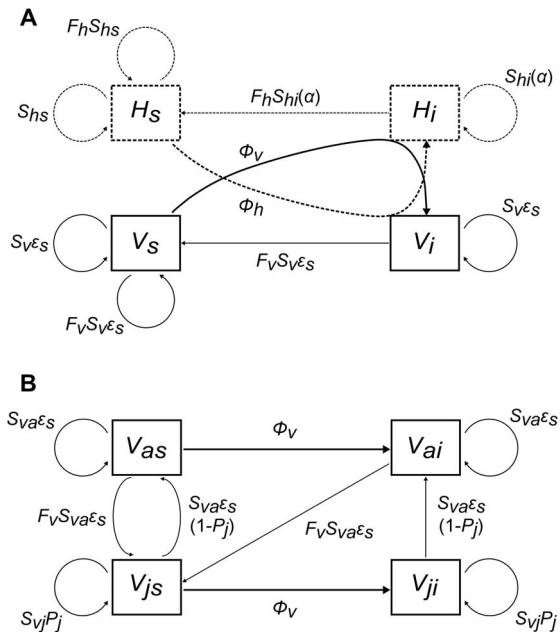 A
FₕSₕₛ
Sₕₛ
Hₛ
FₕSₕᵢ(α)
Hᵢ
Sₕᵢ(α)
Φᵥ
Φₕ
Sᵥεₛ
Vₛ
FᵥSᵥεₛ
Vᵢ
Sᵥεₛ
FᵥSᵥεₛ
B
Sᵥₐεₛ
Vₐₛ
Φᵥ
Vₐᵢ
Sᵥₐεₛ
FᵥSᵥₐεₛ
Sᵥₐεₛ
(1-Pⱼ)
FᵥSᵥₐεₛ
Sᵥₐεₛ
(1-Pⱼ)
SᵥⱼPⱼ
Vⱼₛ
Φᵥ
Vⱼᵢ
SᵥⱼPⱼ